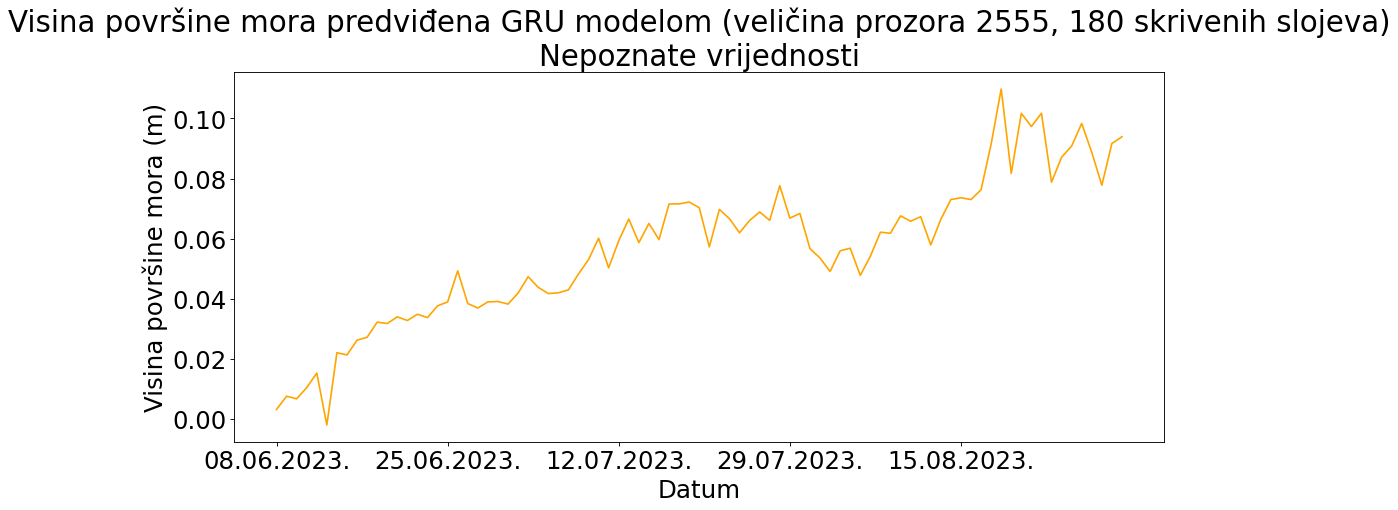 Visina površine mora predviđena GRU modelom (veličina prozora 2555, 180 skrivenih slojeva)
Nepoznate vrijednosti
Visina površine mora (m)
0.10
0.08
0.06
0.04
0.02
0.00
08.06.2023. 25.06.2023. 12.07.2023. 29.07.2023. 15.08.2023.
Datum